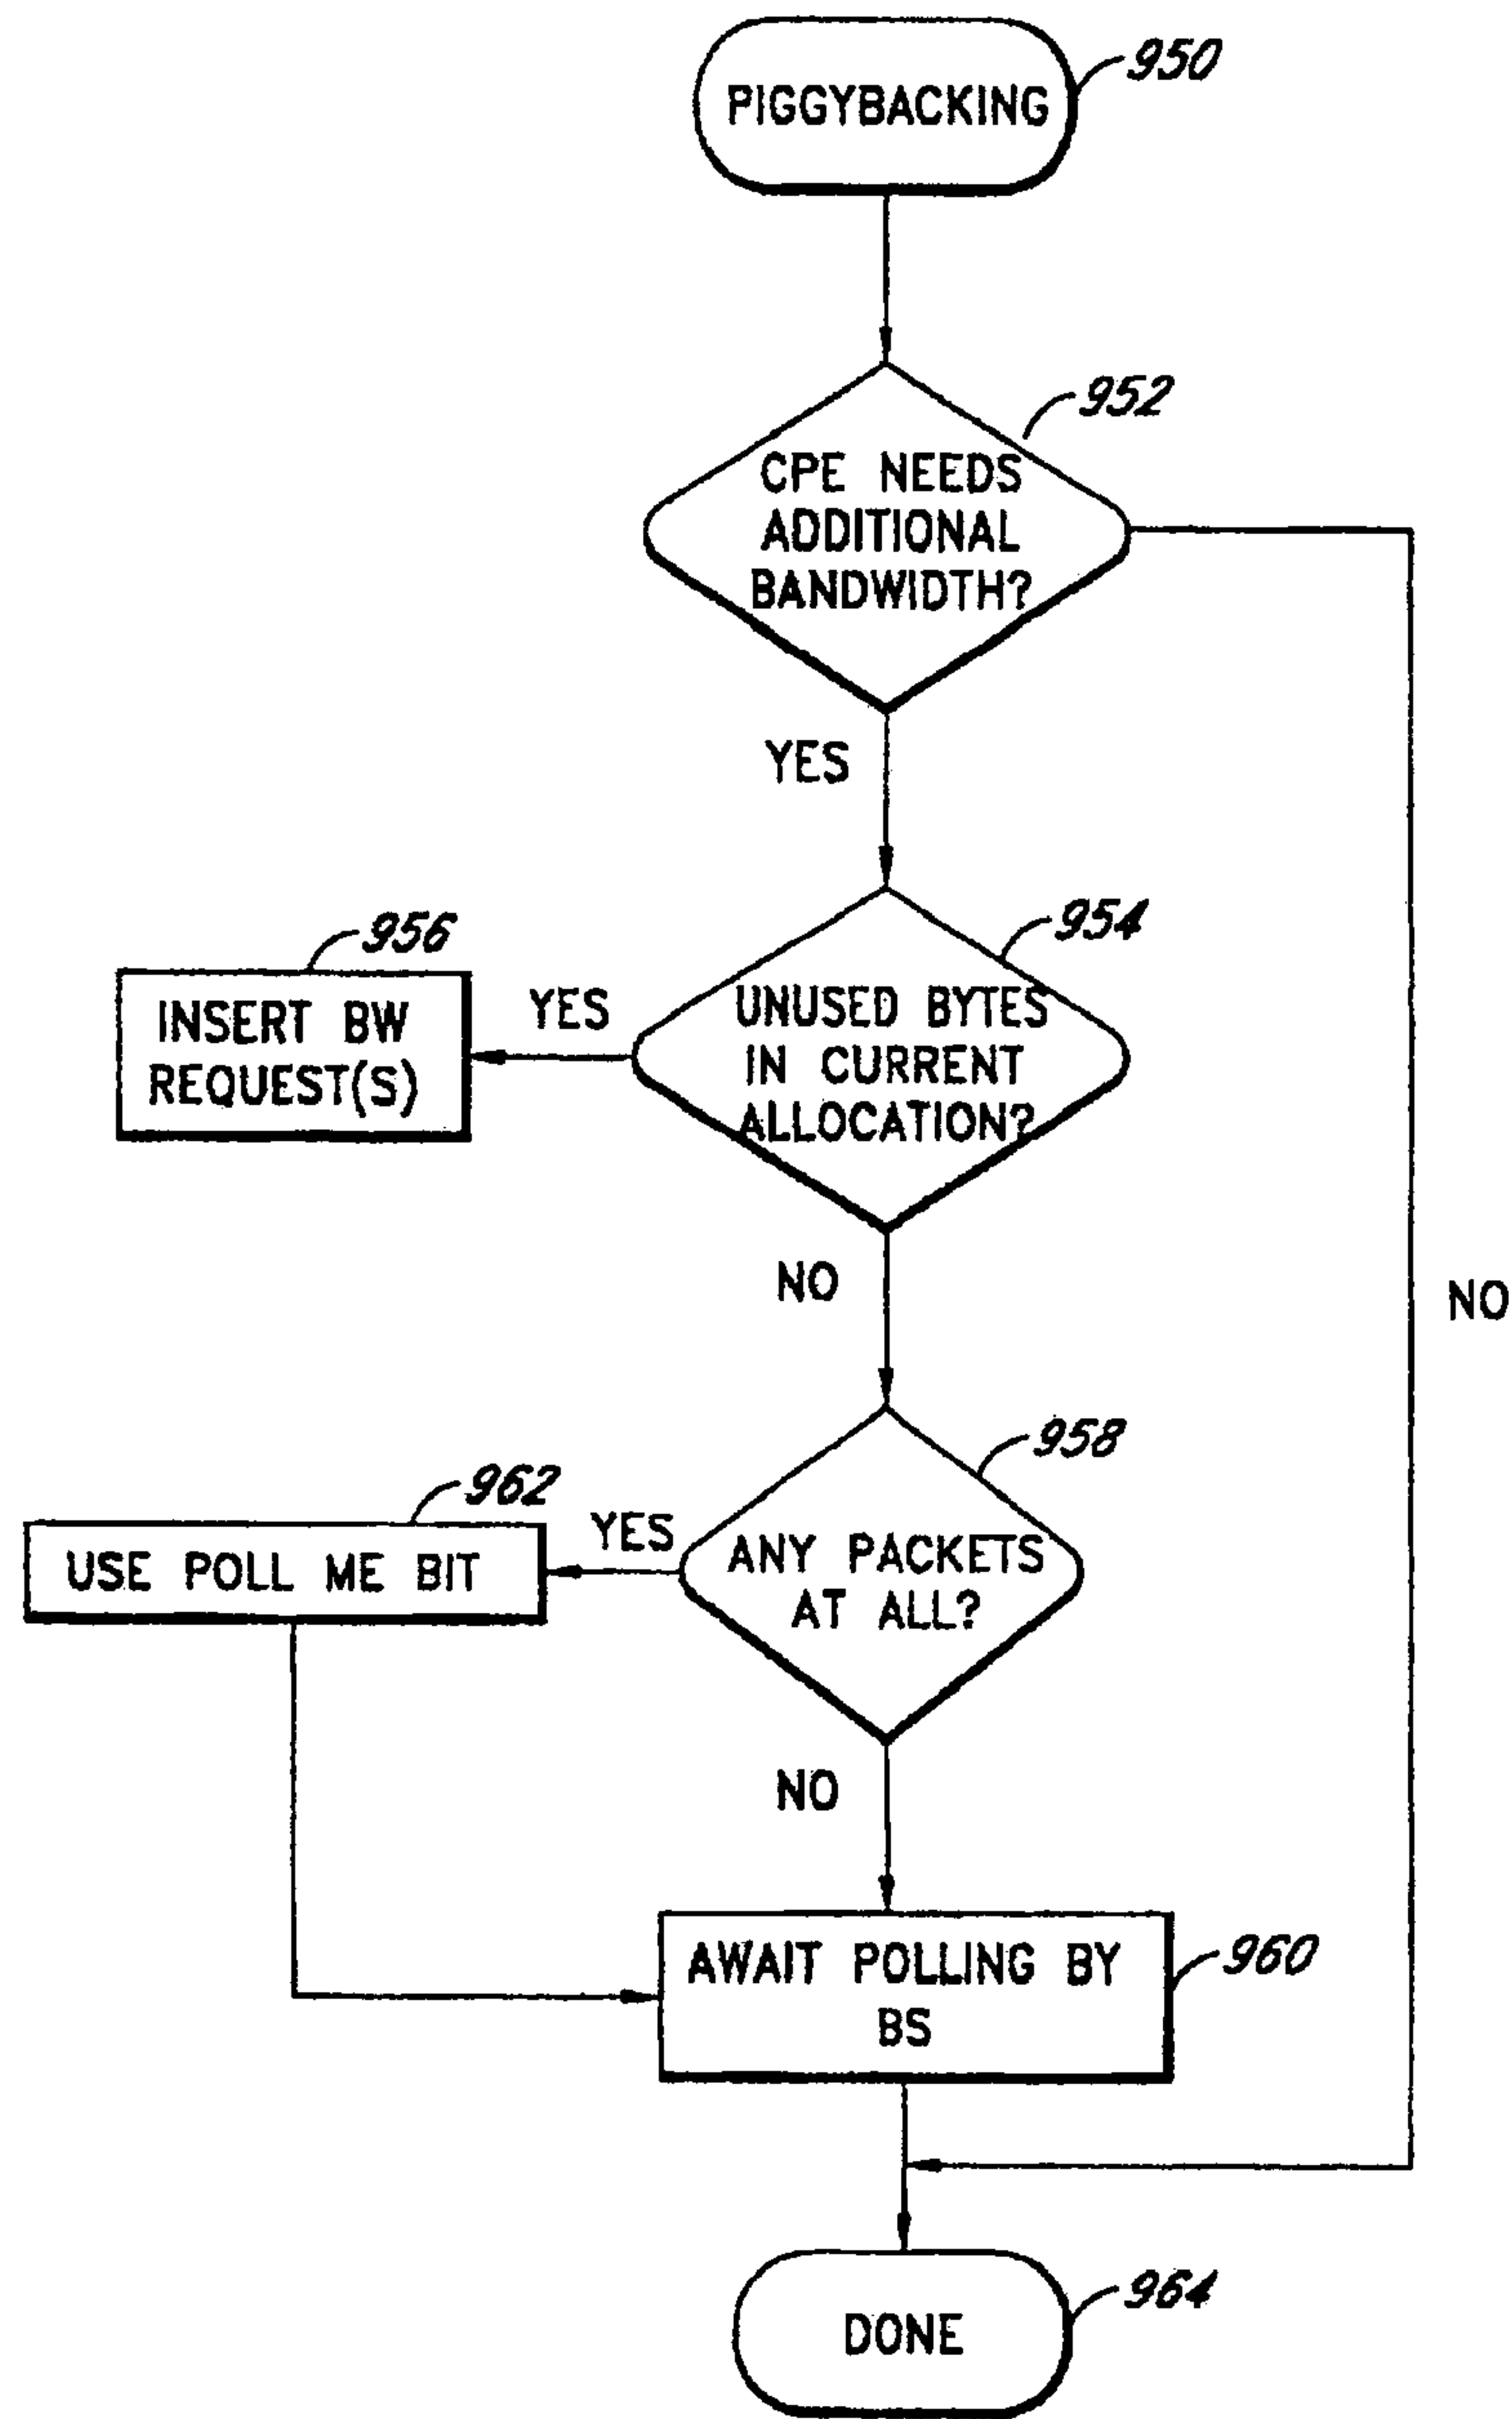 PIGGYBACKING
950
952
CPE NEEDS
ADDITIONAL
BANDWIDTH?
YES
NO
954
UNUSED BYTES
IN CURRENT
ALLOCATION?
YES
956
INSERT BW
REQUEST(S)
NO
958
ANY PACKETS
AT ALL?
YES
962
USE POLL ME BIT
NO
AWAIT POLLING BY
BS
960
DONE
964